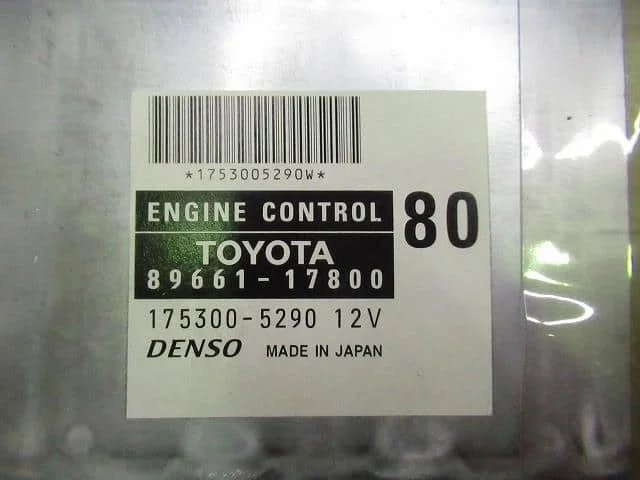 *1753005290W*
ENGINE CONTROL
80
TOYOTA
89661-17800
175300-5290 12V
DENSO MADE IN JAPAN